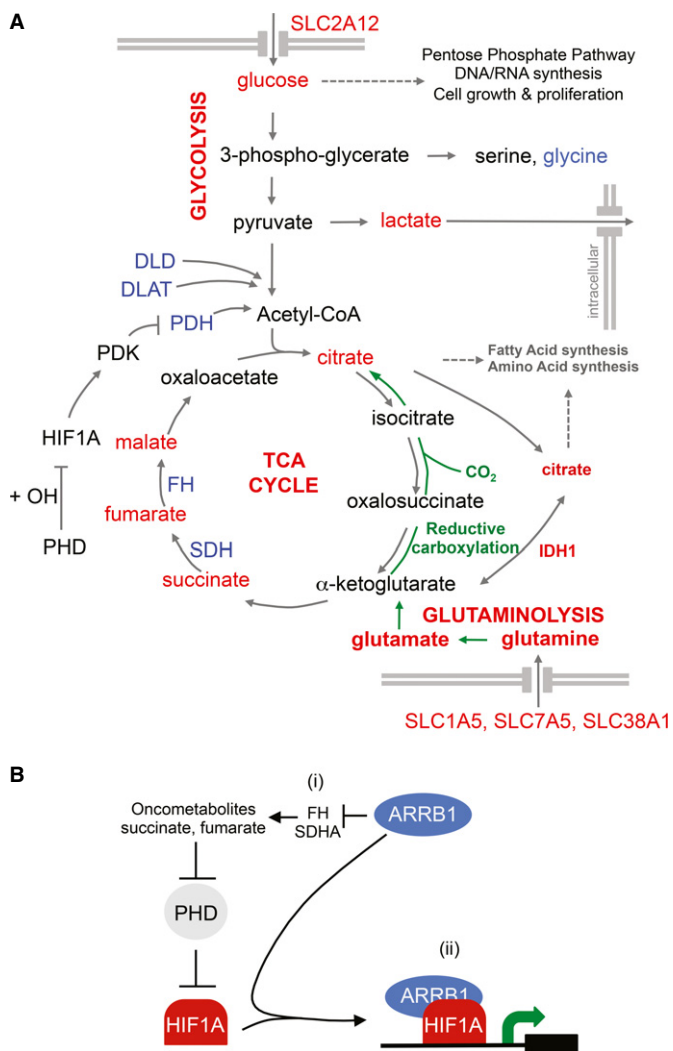 A
SLC2A12
glucose
Pentose Phosphate Pathway
DNA/RNA synthesis
Cell growth & proliferation
GLYCOLYSIS
3-phospho-glycerate
serine, glycine
pyruvate
lactate
intracellular
DLD
DLAT
PDH
Acetyl-CoA
PDK
citrate
Fatty Acid synthesis
Amino Acid synthesis
oxaloacetate
isocitrate
HIF1A
malate
TCA
CYCLE
CO2
citrate
+ OH
FH
oxalosuccinate
fumarate
Reductive
carboxylation
IDH1
PHD
SDH
succinate
α-ketoglutarate
GLUTAMINOLYSIS
glutamate
glutamine
SLC1A5, SLC7A5, SLC38A1
B
(i)
Oncometabolites
succinate, fumarate
FH
SDHA
ARRB1
PHD
(ii)
HIF1A
ARRB1
HIF1A